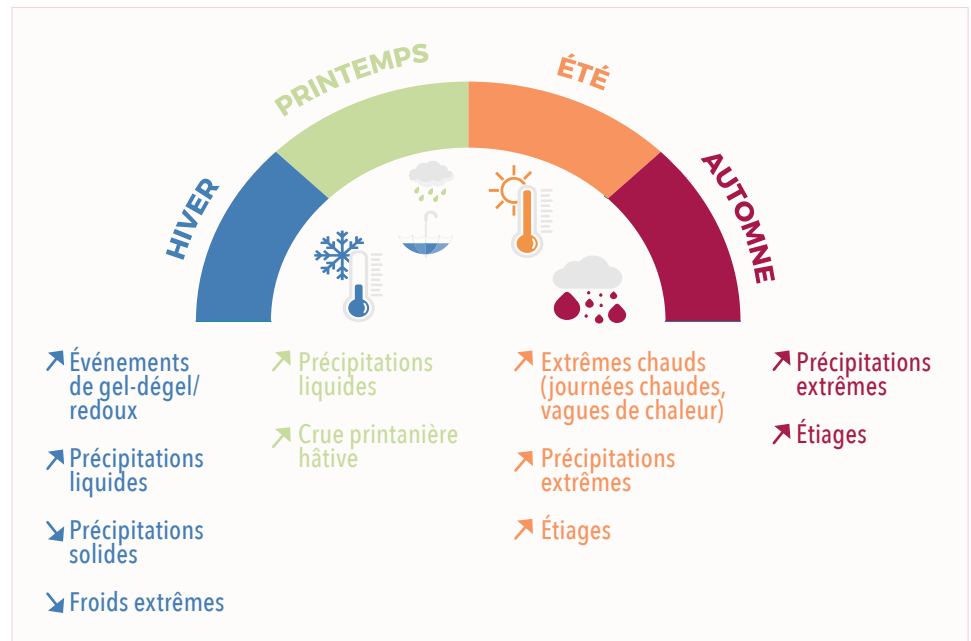 HIVER
PRINTEMPS
ÉTÉ
AUTOMNE
↗ Événements
de gel-dégel/
redoux
↗ Précipitations
liquides
↘ Précipitations
solides
↘ Froids extrêmes
↗ Précipitations
liquides
↗ Crue printanière
hâtive
↗ Extrêmes chauds
(journées chaudes,
vagues de chaleur)
↗ Précipitations
extrêmes
↗ Étiages
↗ Précipitations
extrêmes
↗ Étiages